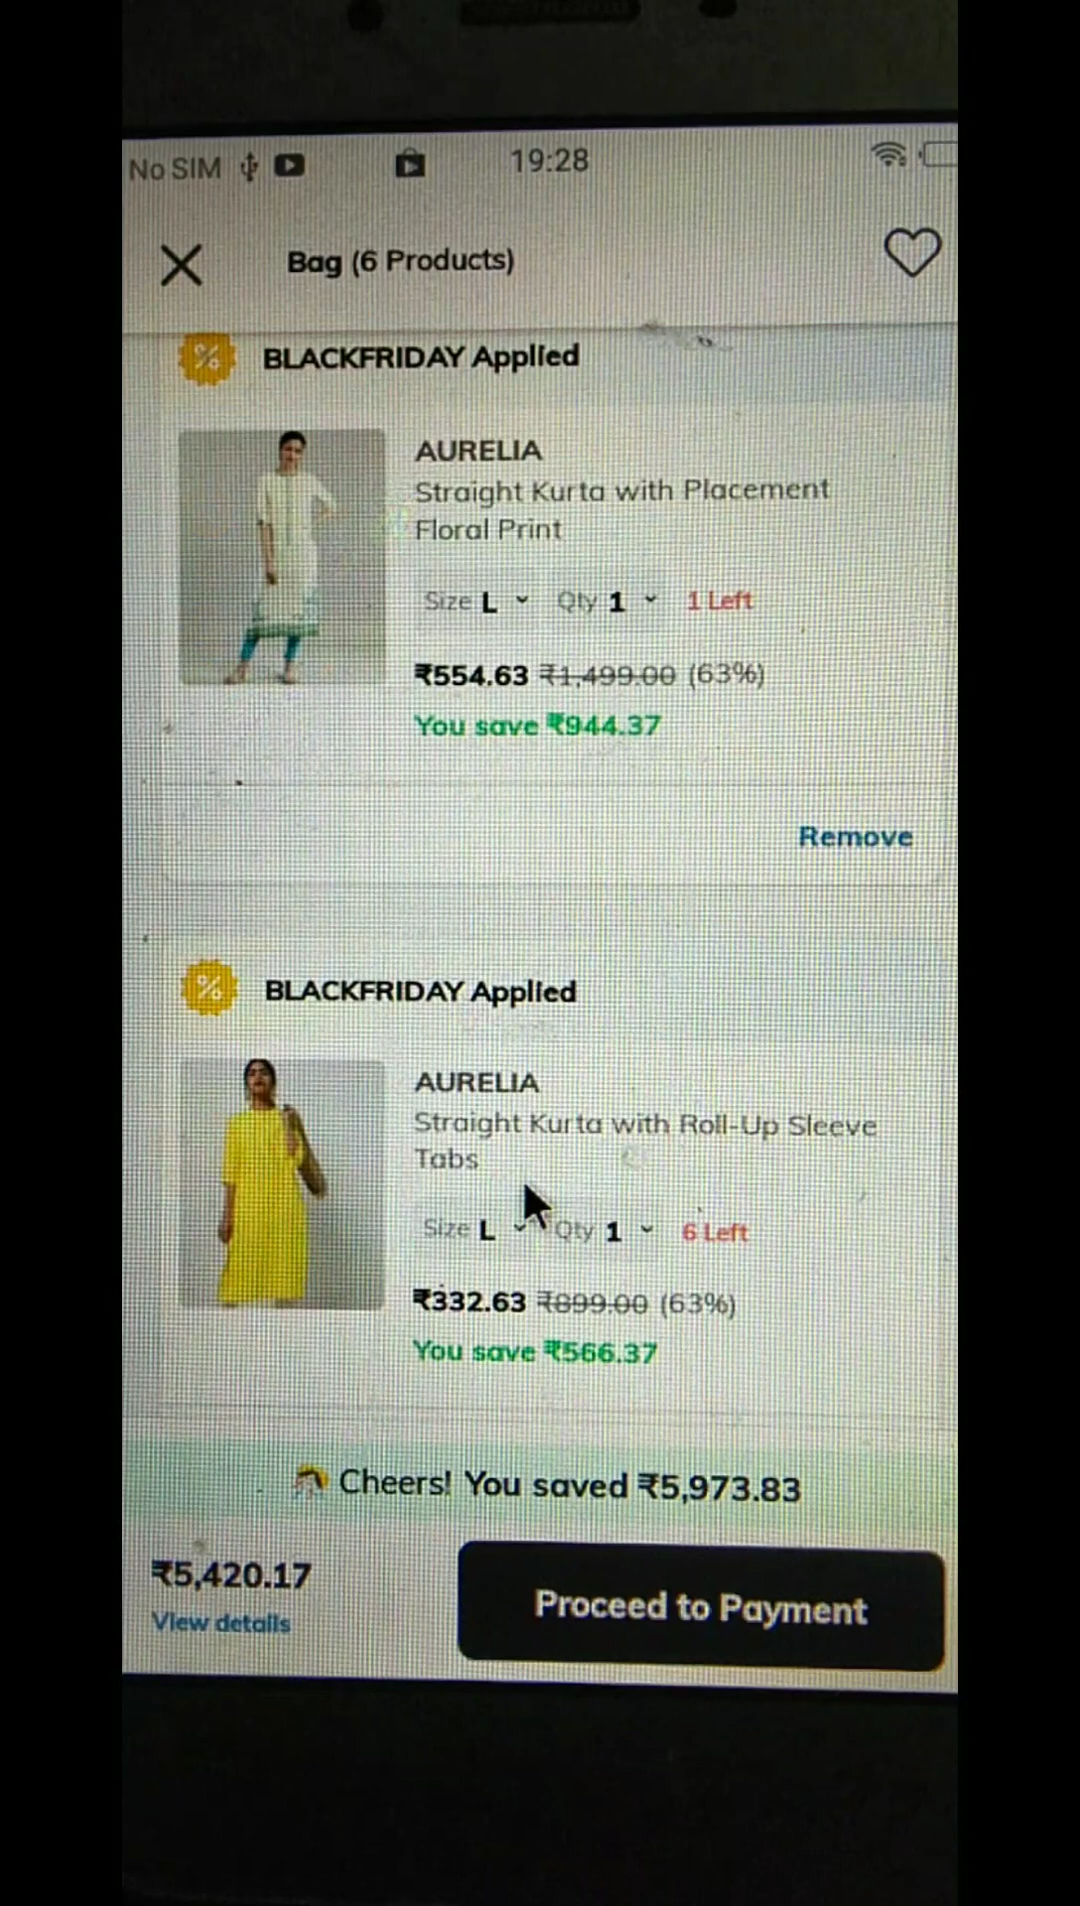 No SIM 19:28
Bag (6 Products)
BLACKFRIDAY Applied
AURELIA
Straight Kurta with Placement
Floral Print
Size L Qty 1 1 Left
₹554.63 ₹1,499.00 (63%)
You save ₹944.37
Remove
BLACKFRIDAY Applied
AURELIA
Straight Kurta with Roll-Up Sleeve
Tabs
Size L Qty 1 6 Left
₹332.63 ₹899.00 (63%)
You save ₹566.37
Cheers! You saved ₹5,973.83
₹5,420.17
View details
Proceed to Payment